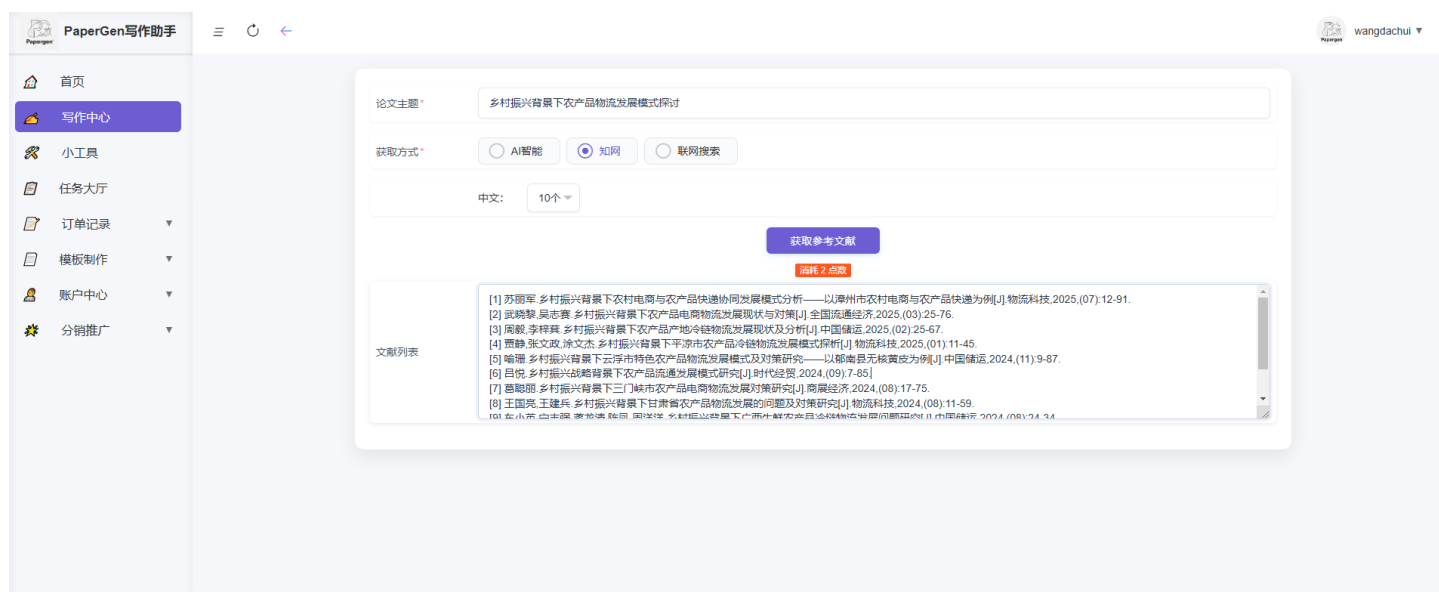 PaperGen写作助手
wangdachui ▼
首页
写作中心
小工具
任务大厅
订单记录 ▼
模板制作 ▼
账户中心 ▼
分销推广 ▼
论文主题* 乡村振兴背景下农产品物流发展模式探讨
获取方式* AI智能 知网 联网搜索
中文: 10个
获取参考文献
消耗 2 点数
文献列表
[1] 苏丽军.乡村振兴背景下农村电商与农产品快递协同发展模式分析——以漳州市农村电商与农产品快递为例[J].物流科技,2025,(07):12-91.
[2] 武晓黎,吴志赛.乡村振兴背景下农产品电商物流发展现状与对策[J].全国流通经济,2025,(03):25-76.
[3] 周毅,李梓萁.乡村振兴背景下农产品产地冷链物流发展现状及分析[J].中国储运,2025,(02):25-67.
[4] 贾静,张文政,涂文杰.乡村振兴背景下平凉市农产品冷链物流发展模式探析[J].物流科技,2025,(01):11-45.
[5] 喻珊.乡村振兴背景下云浮市特色农产品物流发展模式及对策研究——以郁南县无核黄皮为例[J].中国储运,2024,(11):9-87.
[6] 吕悦.乡村振兴战略背景下农产品流通发展模式研究[J].时代经贸,2024,(09):7-85.
[7] 葛聪丽.乡村振兴背景下三门峡市农产品电商物流发展对策研究[J].商展经济,2024,(08):17-75.
[8] 王国亮,王建兵.乡村振兴背景下甘肃省农产品物流发展的问题及对策研究[J].物流科技,2024,(08):11-59.